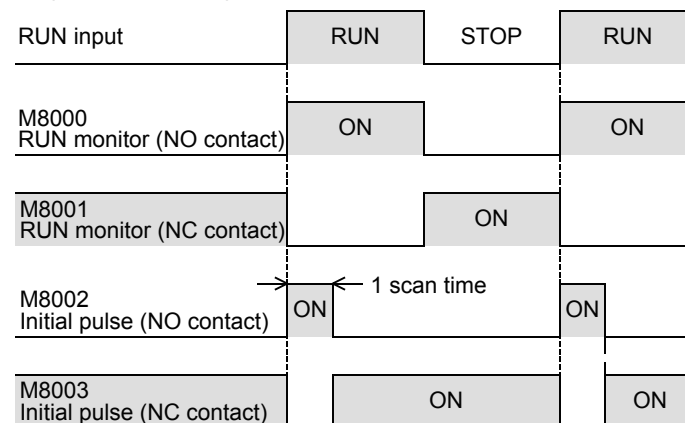 RUN input RUN STOP RUN
M8000
RUN monitor (NO contact) ON ON
M8001
RUN monitor (NC contact) ON
1 scan time
M8002
Initial pulse (NO contact) ON ON
M8003
Initial pulse (NC contact) ON ON